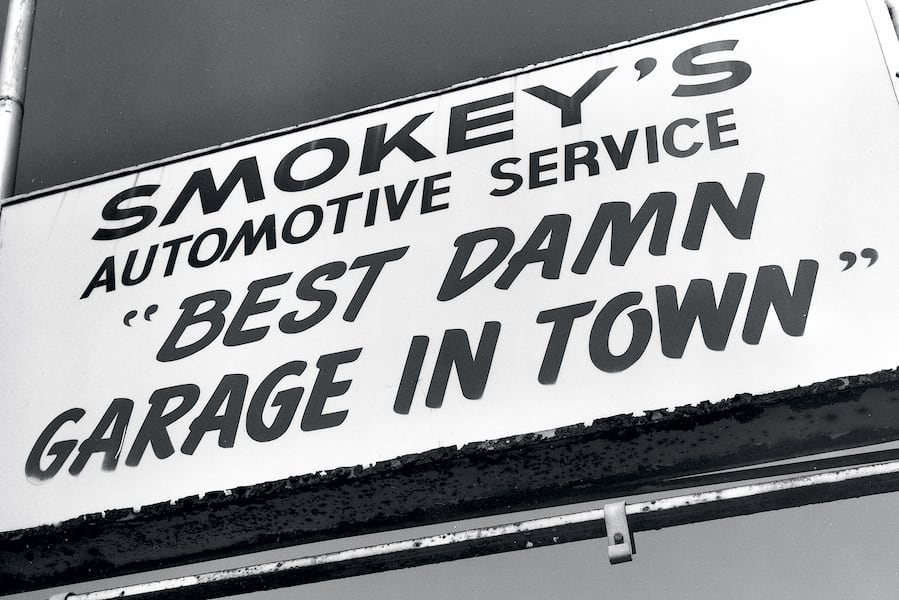 SMOKEY'S
AUTOMOTIVE SERVICE
“BEST DAMN
GARAGE IN TOWN”